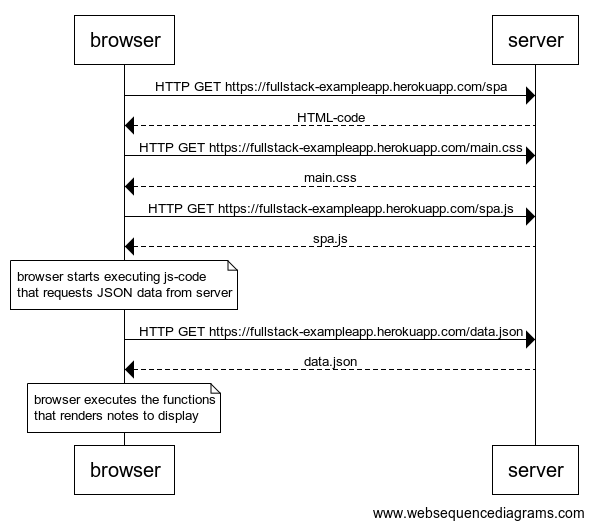 browser
server
HTTP GET https://fullstack-exampleapp.herokuapp.com/spa
HTML-code
HTTP GET https://fullstack-exampleapp.herokuapp.com/main.css
main.css
HTTP GET https://fullstack-exampleapp.herokuapp.com/spa.js
spa.js
browser starts executing js-code
that requests JSON data from server
HTTP GET https://fullstack-exampleapp.herokuapp.com/data.json
data.json
browser executes the functions
that renders notes to display
browser
server
www.websequencediagrams.com